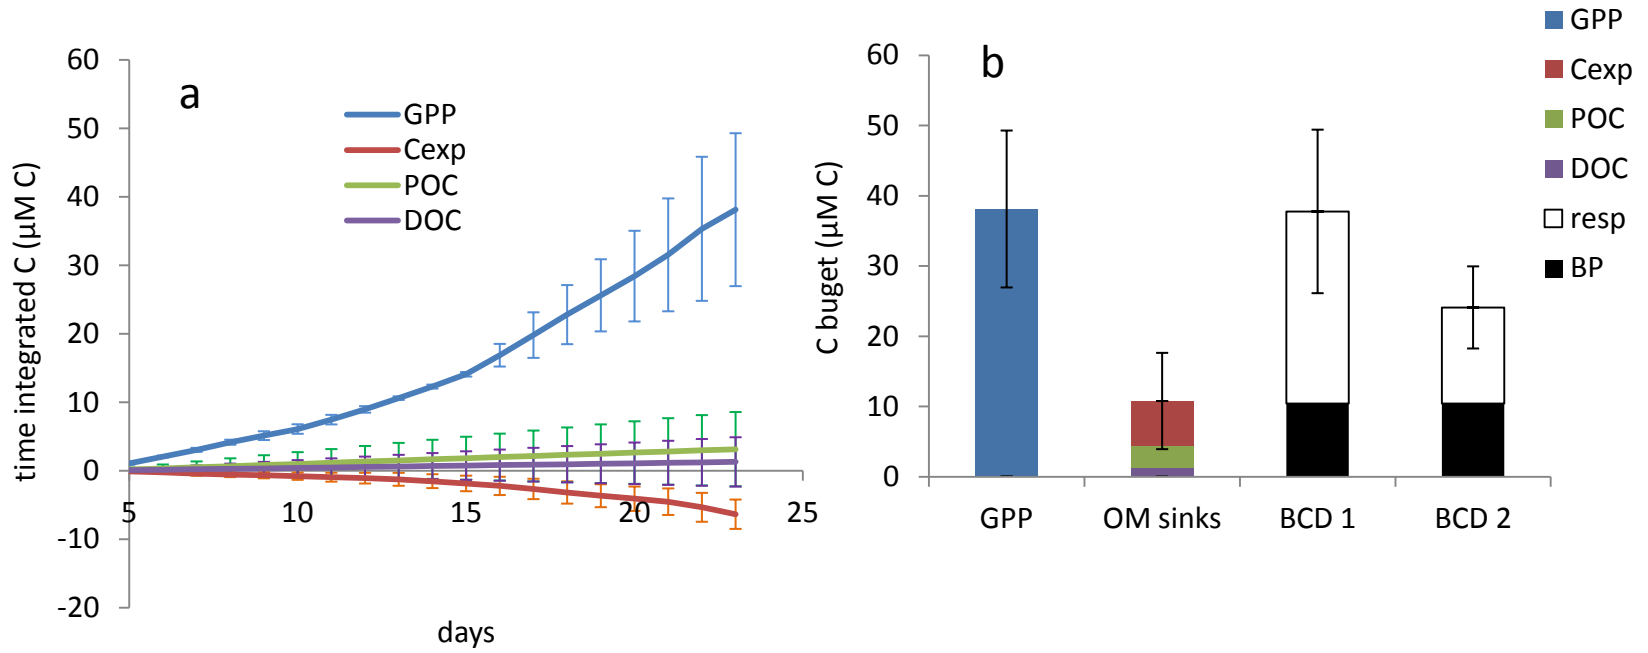 a
GPP
Cexp
POC
DOC
time integrated C (µM C)
60
50
40
30
20
10
0
-10
-20
5
10
15
20
25
days
b
GPP
Cexp
POC
DOC
resp
BP
C buget (µM C)
60
50
40
30
20
10
0
GPP
OM sinks
BCD 1
BCD 2